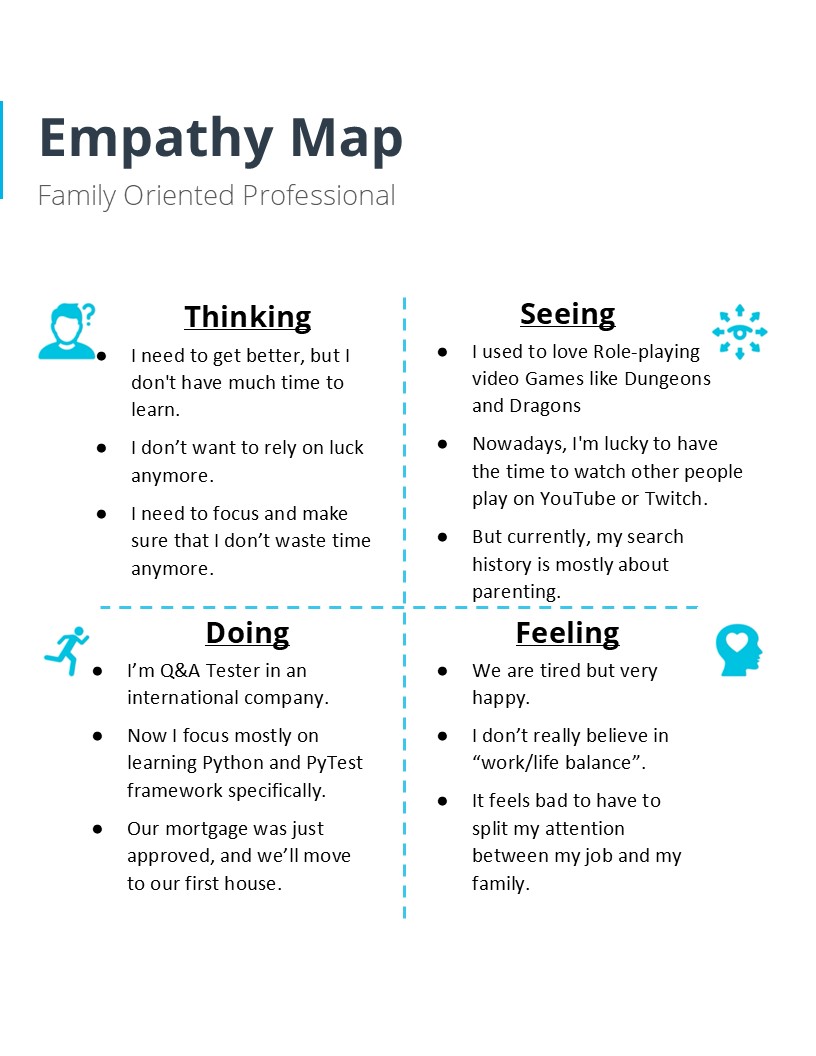 Empathy Map
Family Oriented Professional
Thinking
● I need to get better, but I
don't have much time to
learn.
● I don’t want to rely on luck
anymore.
● I need to focus and make
sure that I don’t waste time
anymore.
Seeing
● I used to love Role-playing
video Games like Dungeons
and Dragons
● Nowadays, I'm lucky to have
the time to watch other people
play on YouTube or Twitch.
● But currently, my search
history is mostly about
parenting.
Doing
● I’m Q&A Tester in an
international company.
● Now I focus mostly on
learning Python and PyTest
framework specifically.
● Our mortgage was just
approved, and we’ll move
to our first house.
Feeling
● We are tired but very
happy.
● I don’t really believe in
“work/life balance”.
● It feels bad to have to
split my attention
between my job and my
family.